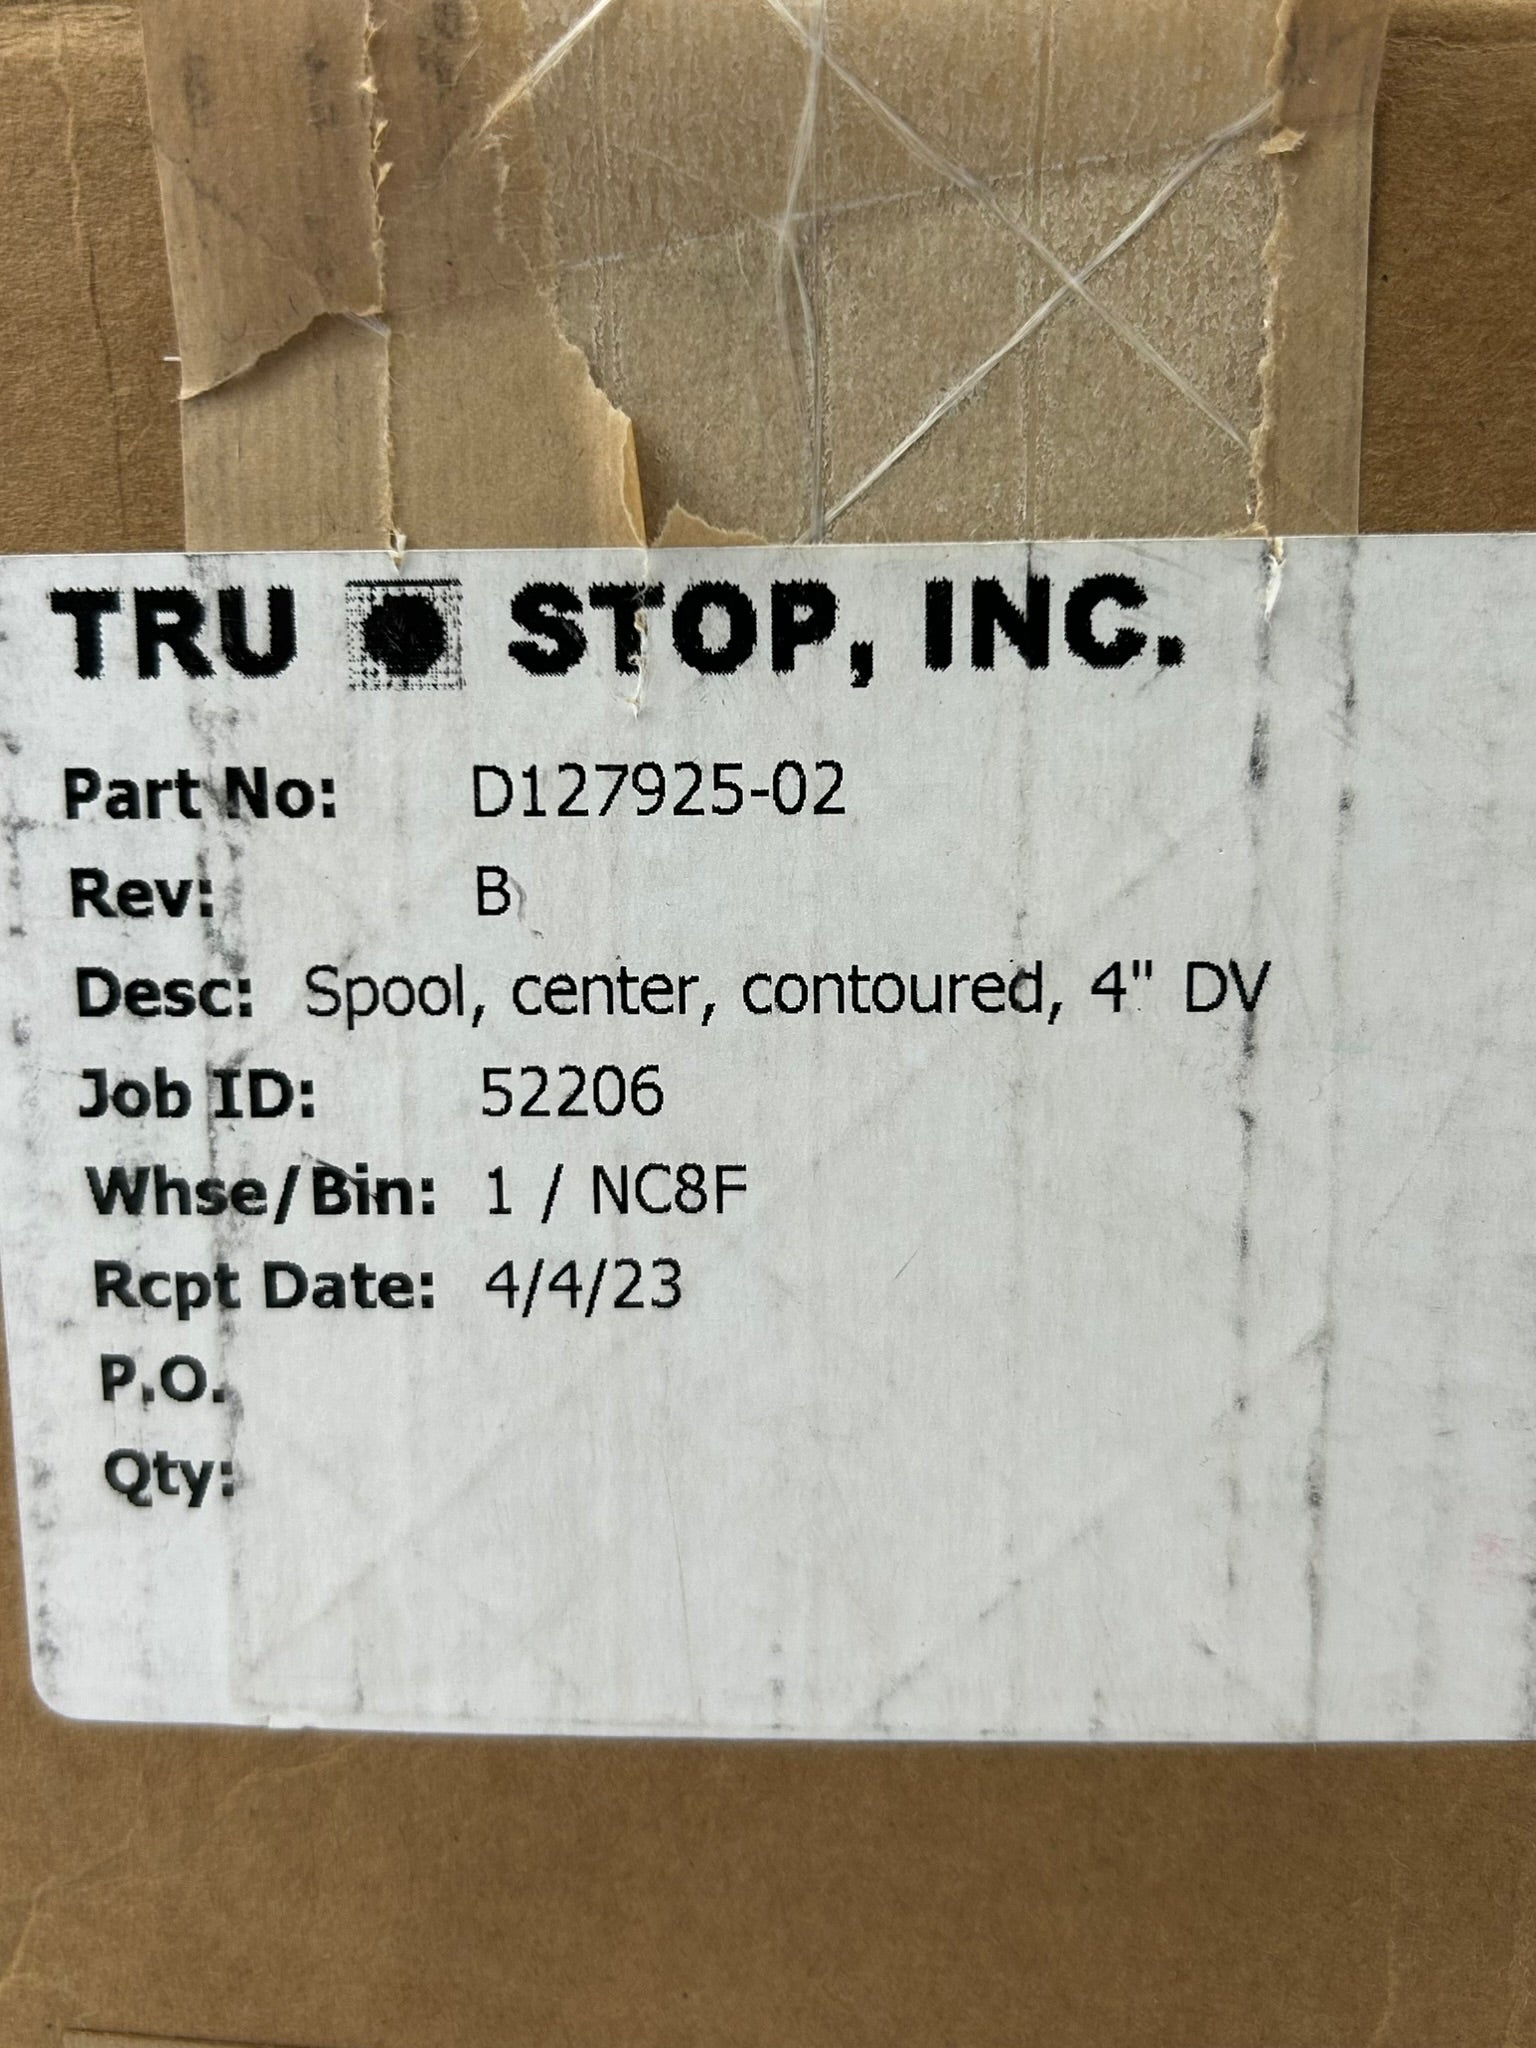 TRU STOP, INC.
Part No: D127925-02
Rev: B
Desc: Spool, center, contoured, 4" DV
Job ID: 52206
Whse/Bin: 1 / NC8F
Rcpt Date: 4/4/23
P.O.
Qty: